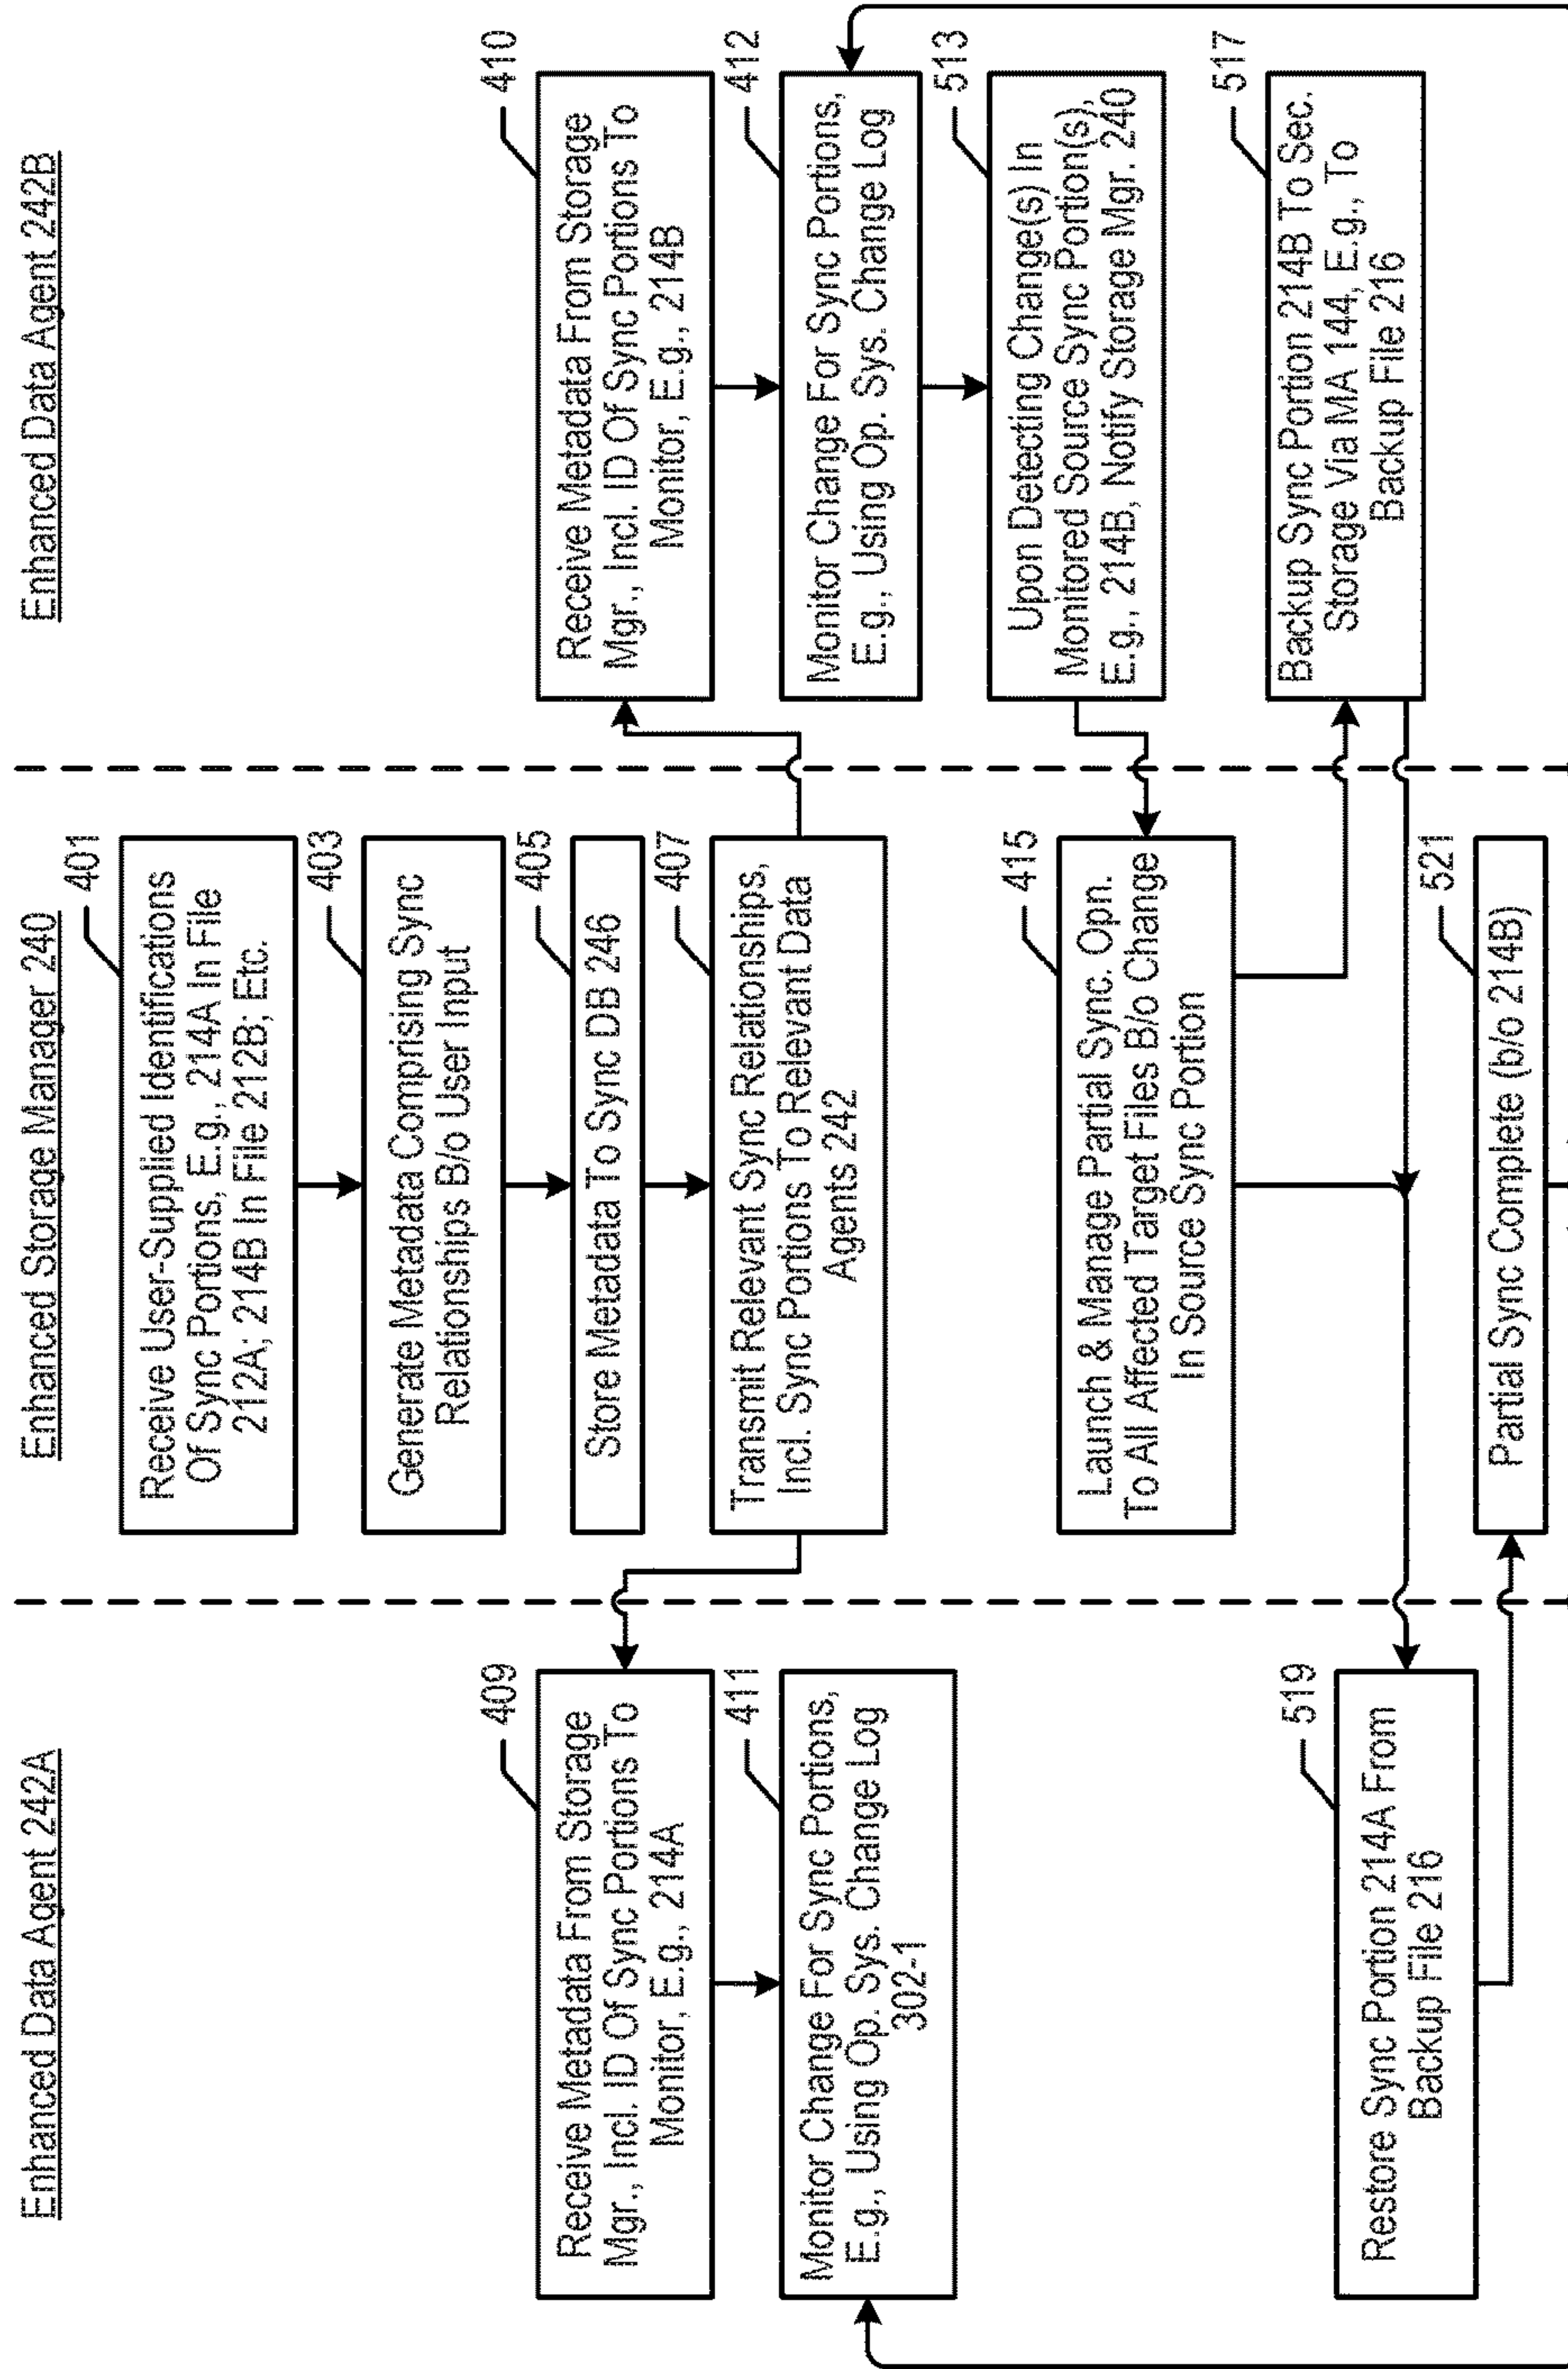 Enhanced Data Agent 242A
409
Receive Metadata From Storage
Mgr., Incl. ID Of Sync Portions To
Monitor, E.g., 214A
411
Monitor Change For Sync Portions,
E.g., Using Op. Sys. Change Log
302-1
519
Restore Sync Portion 214A From
Backup File 216
Enhanced Storage Manager 240
401
Receive User-Supplied Identifications
Of Sync Portions, E.g., 214A In File
212A; 214B In File 212B; Etc.
403
Generate Metadata Comprising Sync
Relationships B/o User Input
405
Store Metadata To Sync DB 246
407
Transmit Relevant Sync Relationships,
Incl. Sync Portions To Relevant Data
Agents 242
415
Launch & Manage Partial Sync. Opn.
To All Affected Target Files B/o Change
In Source Sync Portion
521
Partial Sync Complete (b/o 214B)
Enhanced Data Agent 242B
410
Receive Metadata From Storage
Mgr., Incl. ID Of Sync Portions To
Monitor, E.g., 214B
412
Monitor Change For Sync Portions,
E.g., Using Op. Sys. Change Log
513
Upon Detecting Change(s) In
Monitored Source Sync Portion(s),
E.g., 214B, Notify Storage Mgr. 240
517
Backup Sync Portion 214B To Sec.
Storage Via MA 144, E.g., To
Backup File 216